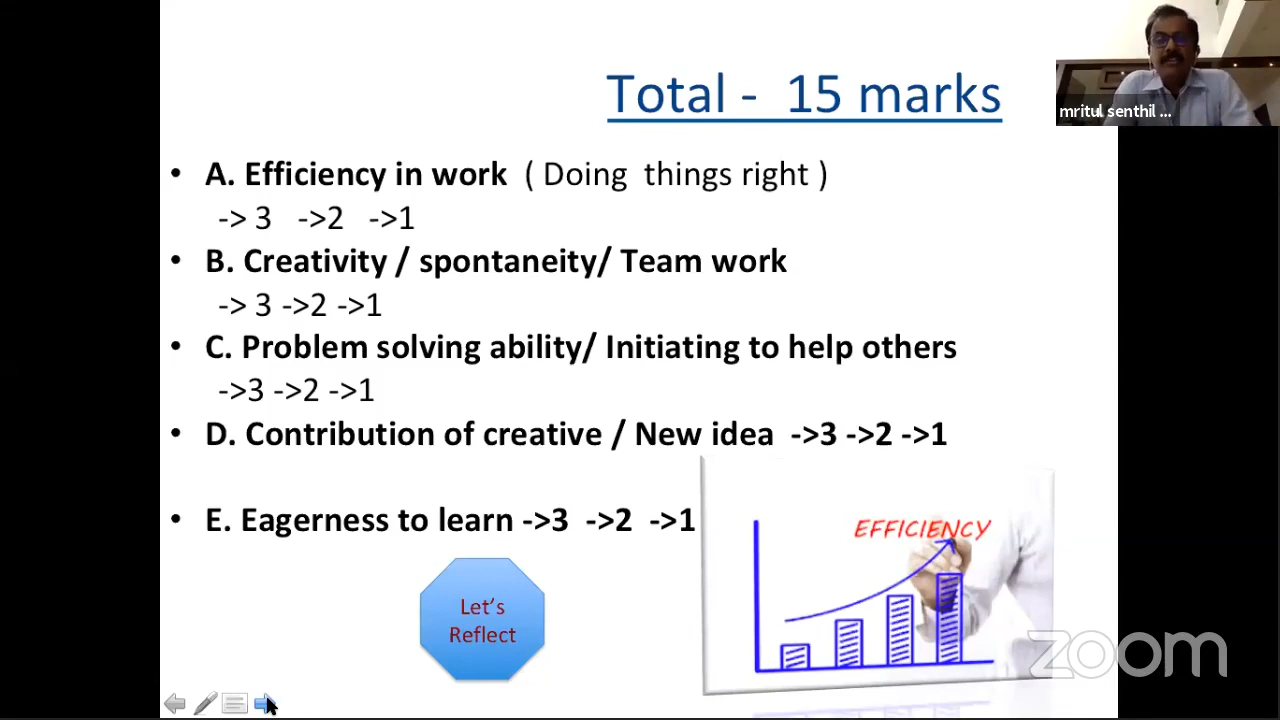 Total -  15 marks
mritul senthil ...
• A. Efficiency in work  ( Doing  things right )
-> 3   ->2   ->1
• B. Creativity / spontaneity/ Team work
-> 3 ->2 ->1
• C. Problem solving ability/ Initiating to help others
->3 ->2 ->1
• D. Contribution of creative / New idea  ->3 ->2 ->1
• E. Eagerness to learn ->3  ->2  ->1
EFFICIENCY
Let's
Reflect
zoom